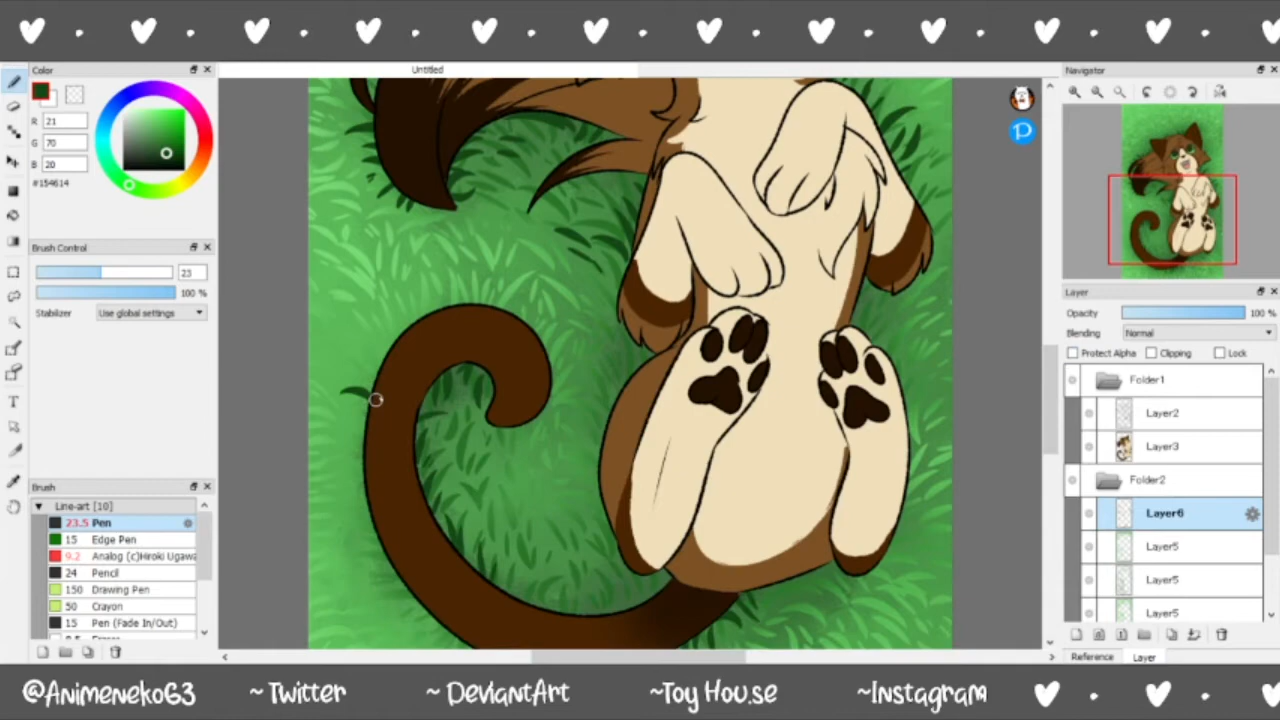 Color
Untitled
Navigator
R 21
G 70
B 20
#154614
Brush Control
23
100 %
Stabilizer Use global settings
Layer
Opacity 100 %
Blending Normal
Protect Alpha Clipping Lock
Folder1
Layer2
Layer3
Folder2
Layer6
Layer5
Layer5
Layer5
Brush
Line-art [10]
23.5 Pen
15 Edge Pen
9.2 Analog (c)Hiroki Ugawa
24 Pencil
150 Drawing Pen
50 Crayon
15 Pen (Fade In/Out)
Reference Layer
@Animeneko63 ~Twitter ~DeviantArt ~Toy Hou.se ~Instagram